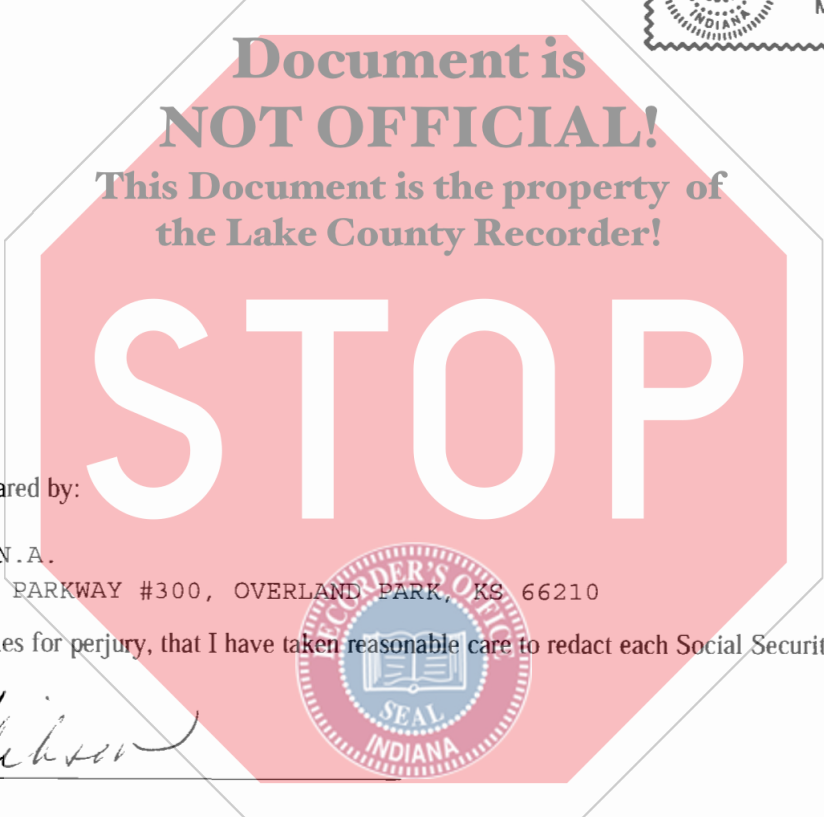 INDIANA
M
Document is
NOT OFFICIAL!
This Document is the property of
the Lake County Recorder!
STOP
ared by:
N.A.
PARKWAY #300, OVERLAND PARK, KS 66210
es for perjury, that I have taken reasonable care to redact each Social Securit
RECORDER'S OFFICE
SEAL
INDIANA